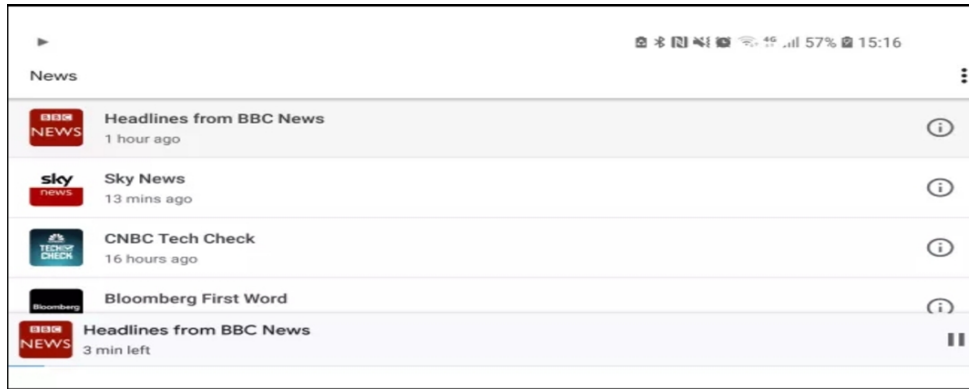 4G 57% 15:16
News
BBC
NEWS
Headlines from BBC News
1 hour ago
sky
news
Sky News
13 mins ago
TECH
CHECK
CNBC Tech Check
16 hours ago
Bloomberg
Bloomberg First Word
BBC
NEWS
Headlines from BBC News
3 min left